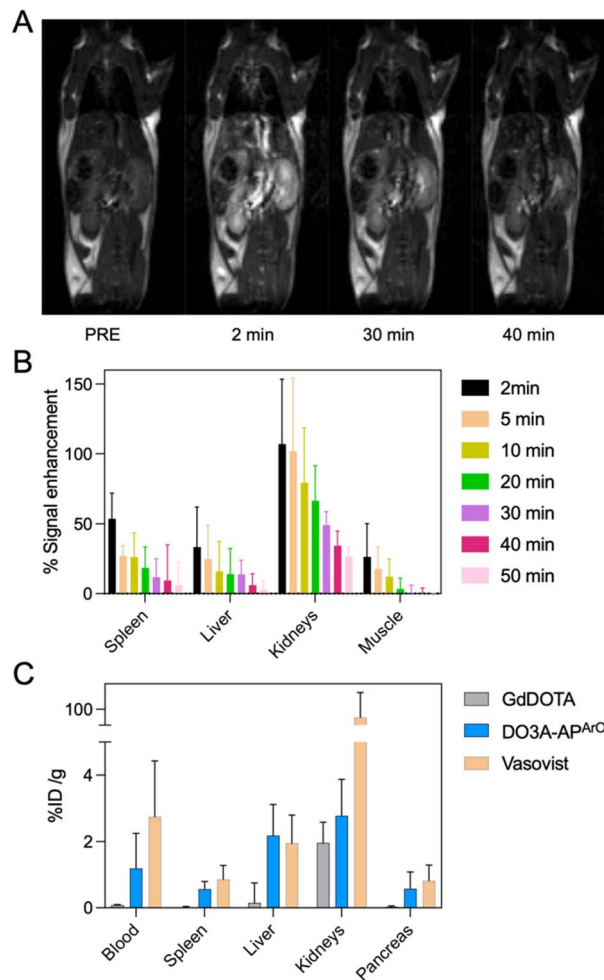 A
PRE 2 min 30 min 40 min
B
% Signal enhancement
150
100
50
0
Spleen Liver Kidneys Muscle
2min
5 min
10 min
20 min
30 min
40 min
50 min
C
%ID /g
100
4
2
0
Blood Spleen Liver Kidneys Pancreas
GdDOTA
DO3A-APᴬʳᴼ
Vasovist